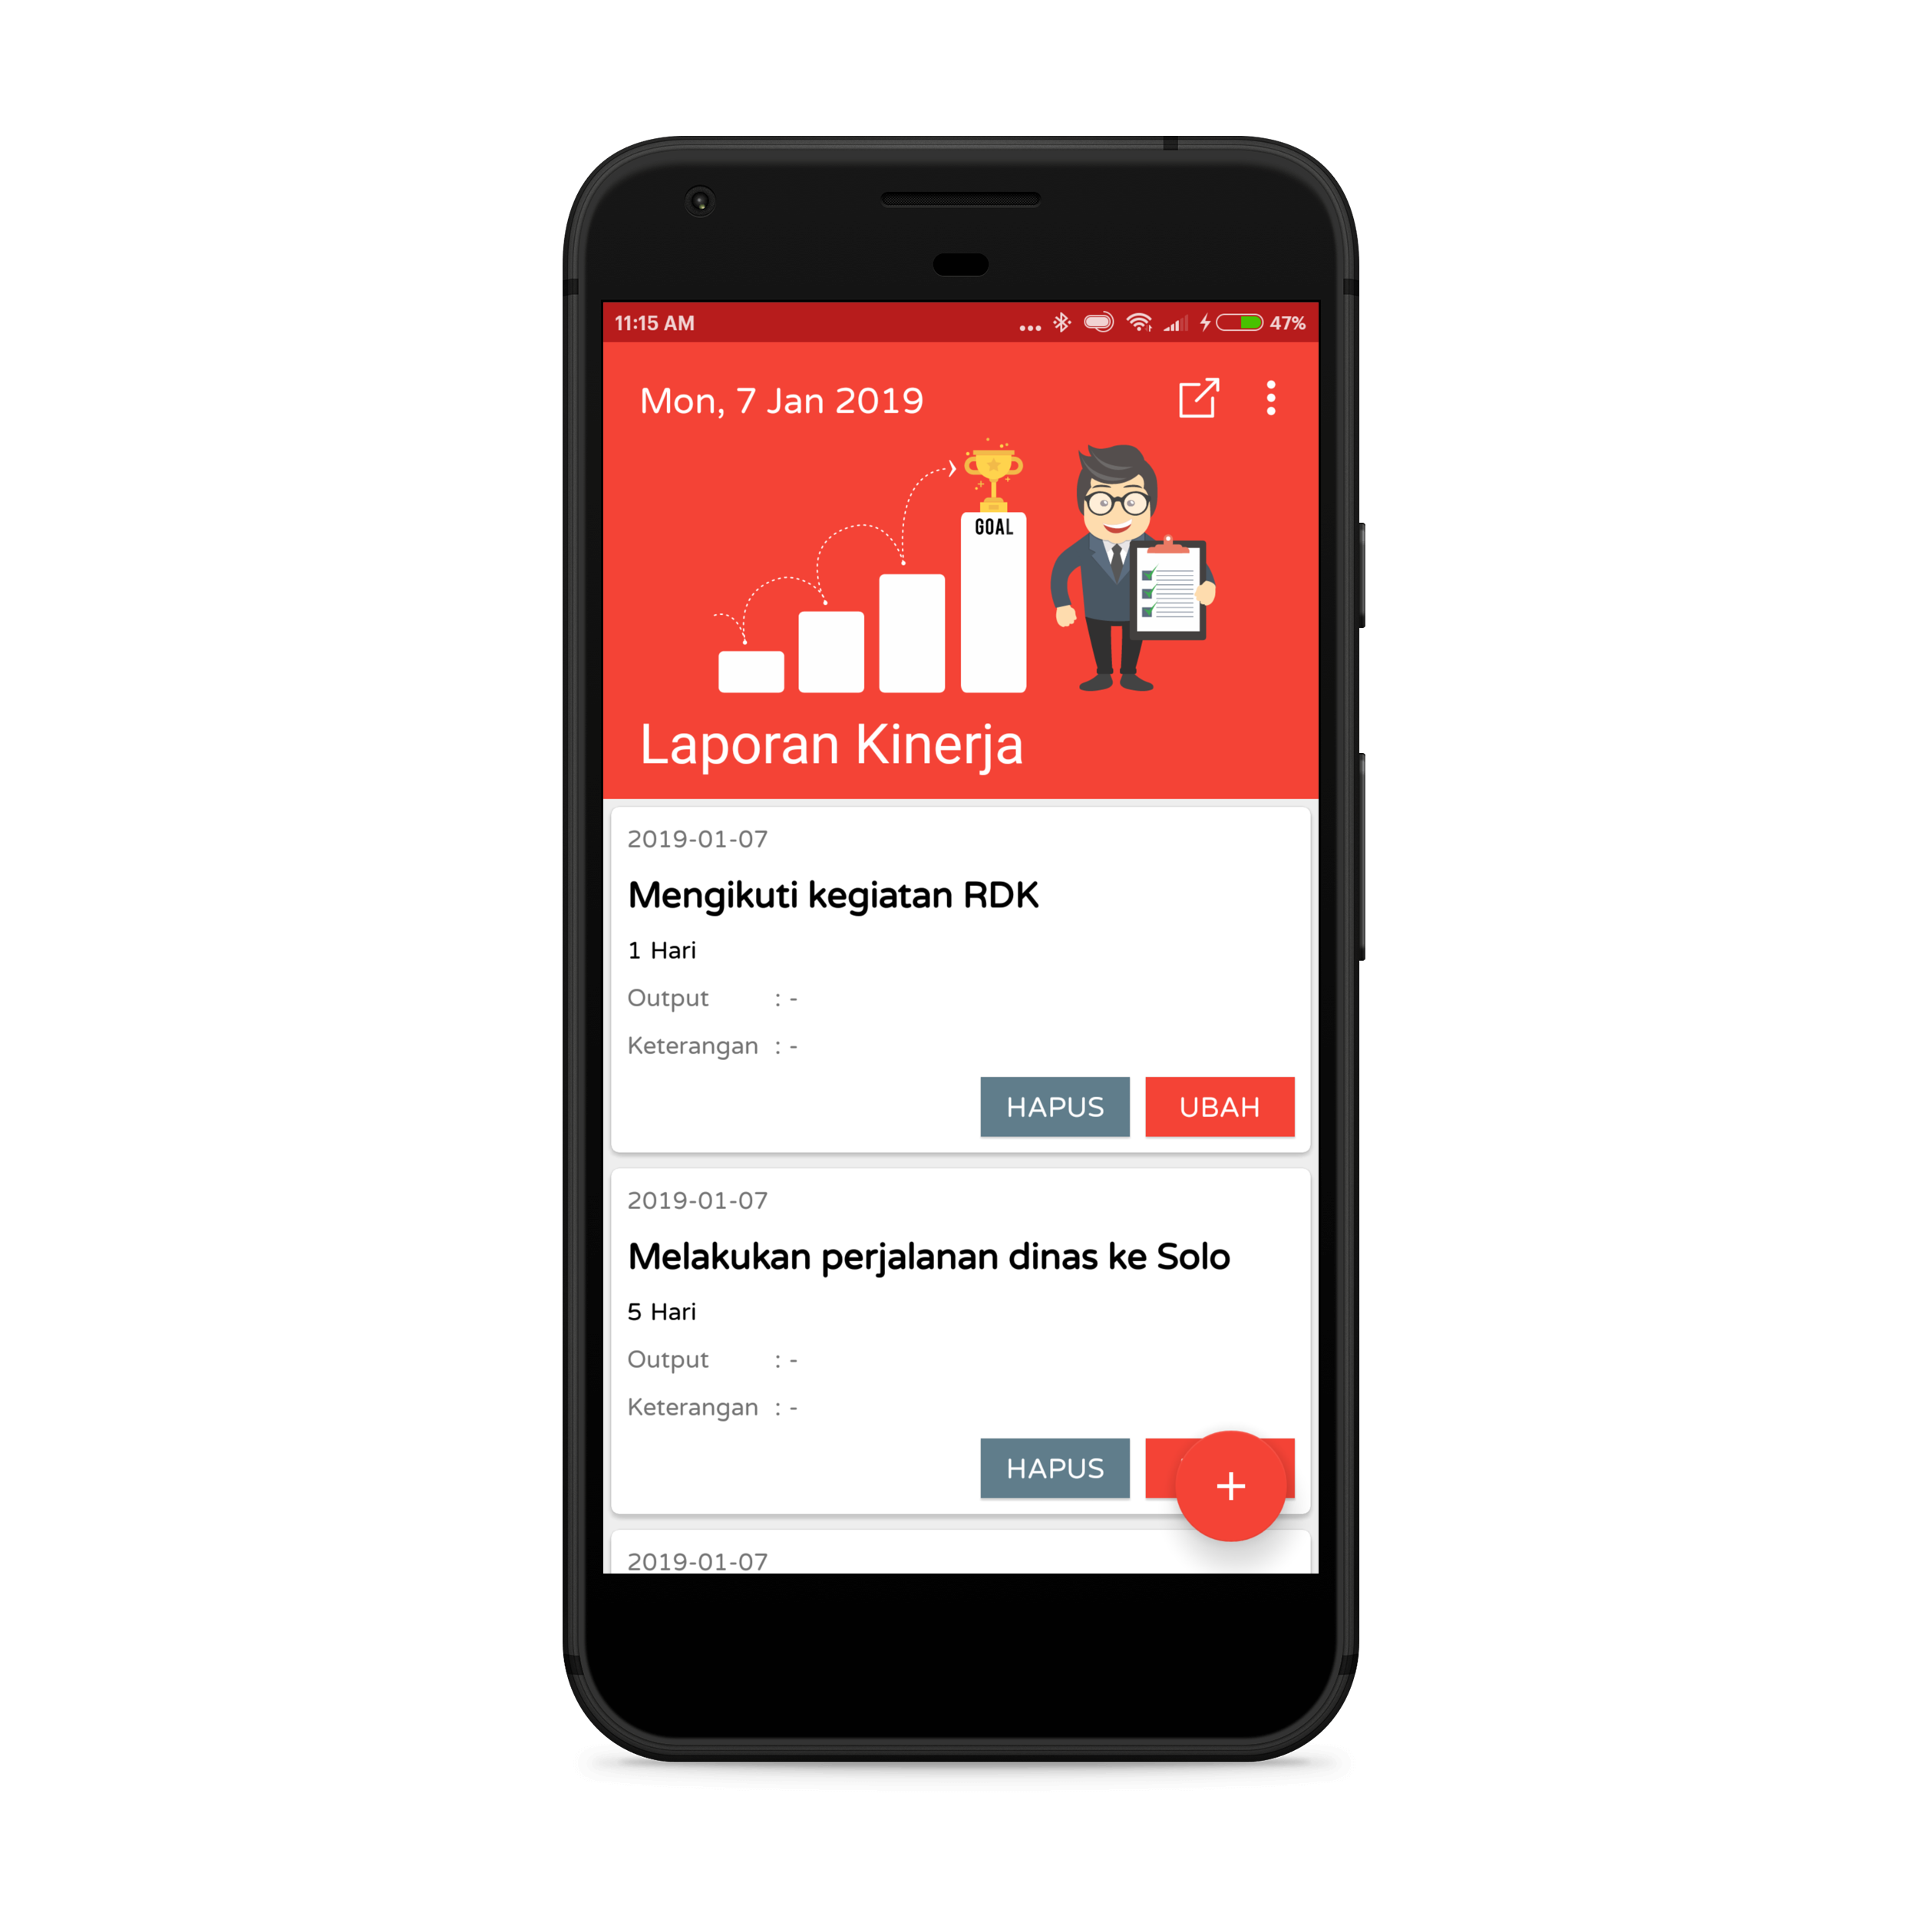 11:15 AM
47%
Mon, 7 Jan 2019
GOAL
Laporan Kinerja
2019-01-07
Mengikuti kegiatan RDK
1 Hari
Output : -
Keterangan : -
HAPUS UBAH
2019-01-07
Melakukan perjalanan dinas ke Solo
5 Hari
Output : -
Keterangan : -
HAPUS
+
2019-01-07